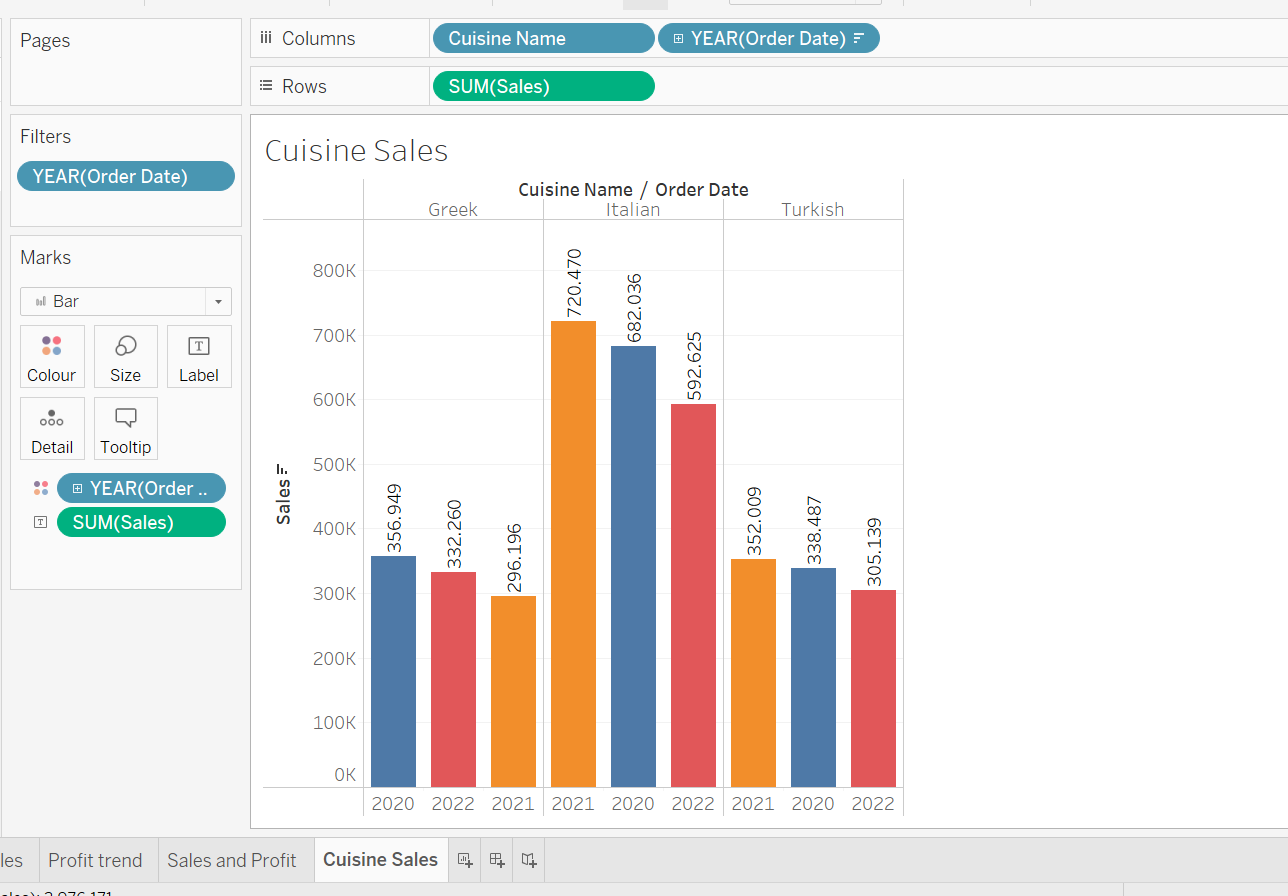 Pages
Columns
Cuisine Name
YEAR(Order Date)
Rows
SUM(Sales)
Filters
YEAR(Order Date)
Marks
Bar
Colour
Size
Label
Detail
Tooltip
YEAR(Order ..
SUM(Sales)
Cuisine Sales
Cuisine Name / Order Date
Greek Italian Turkish
Sales
800K
700K
600K
500K
400K
300K
200K
100K
0K
356.949
332.260
296.196
720.470
682.036
592.625
352.009
338.487
305.139
2020 2022 2021 2021 2020 2022 2021 2020 2022
les
Profit trend
Sales and Profit
Cuisine Sales